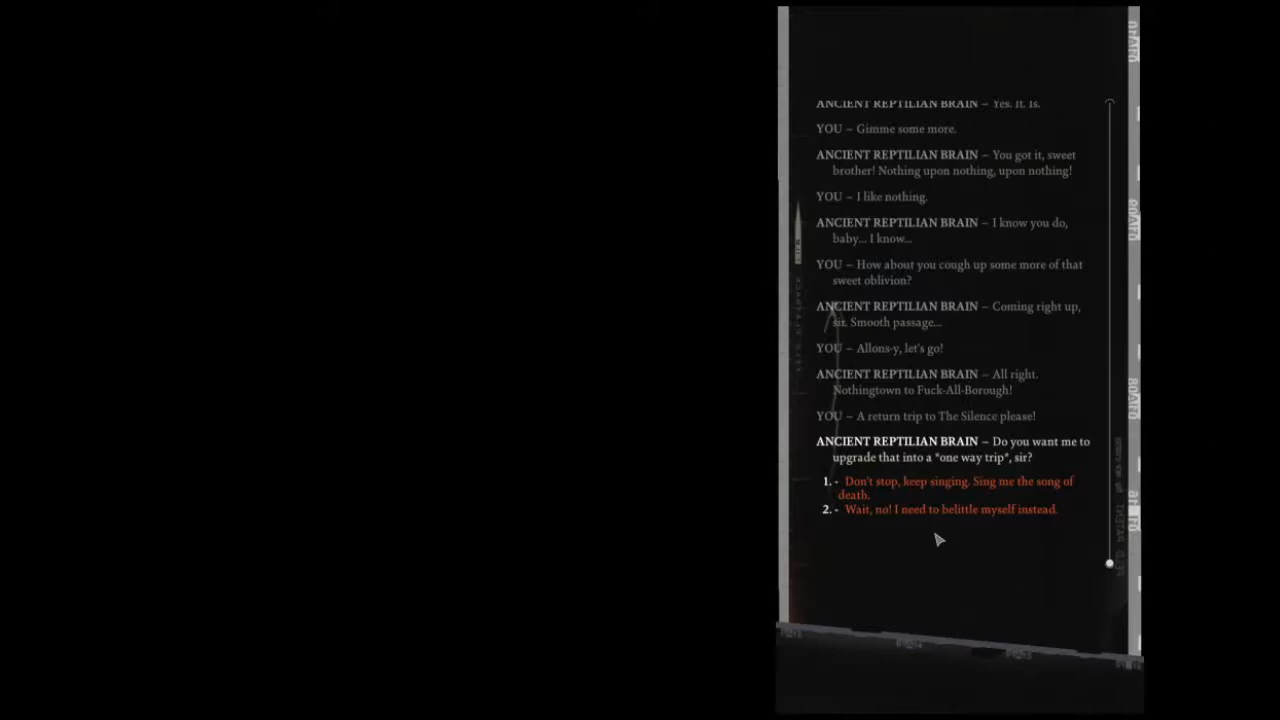 ANCIENT REPTILIAN BRAIN – Yes. It. Is.
YOU – Gimme some more.
ANCIENT REPTILIAN BRAIN – You got it, sweet
brother! Nothing upon nothing, upon nothing!
YOU – I like nothing.
ANCIENT REPTILIAN BRAIN – I know you do,
baby... I know...
YOU – How about you cough up some more of that
sweet oblivion?
ANCIENT REPTILIAN BRAIN – Coming right up,
sir. Smooth passage...
YOU – Allons-y, let's go!
ANCIENT REPTILIAN BRAIN – All right.
Nothingtown to Fuck-All-Borough!
YOU – A return trip to The Silence please!
ANCIENT REPTILIAN BRAIN – Do you want me to
upgrade that into a *one way trip*, sir?
1. - Don't stop, keep singing. Sing me the song of
death.
2. - Wait, no! I need to belittle myself instead.